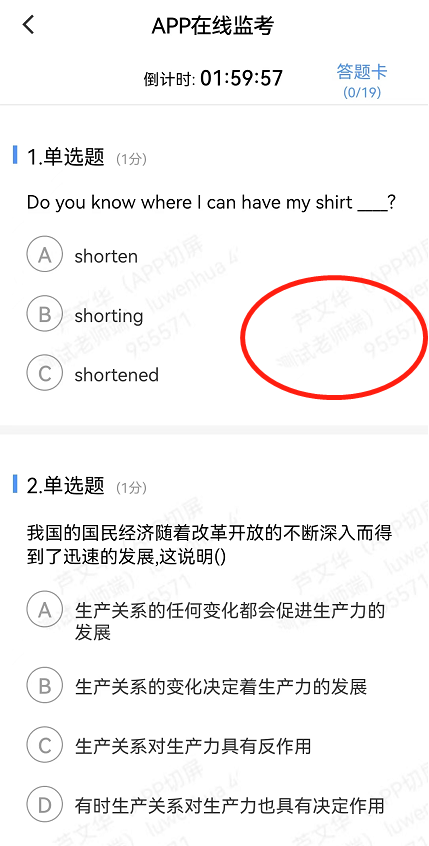 APP在线监考
倒计时: 01:59:57
答题卡
(0/19)
1.单选题 (1分)
Do you know where I can have my shirt ____?
A shorten
B shorting
C shortened
2.单选题 (1分)
我国的国民经济随着改革开放的不断深入而得
到了迅速的发展,这说明()
A 生产关系的任何变化都会促进生产力的
发展
B 生产关系的变化决定着生产力的发展
C 生产关系对生产力具有反作用
D 有时生产关系对生产力也具有决定作用
芦文华（APP切屏
测试老师端）luwenhua
955571